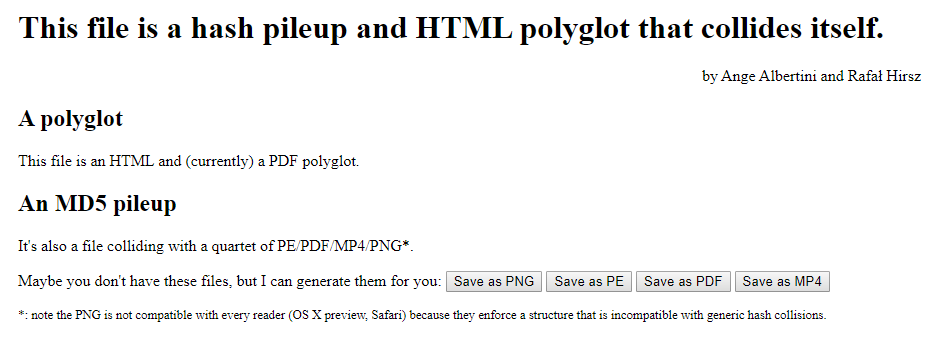 This file is a hash pileup and HTML polyglot that collides itself.
by Ange Albertini and Rafał Hirsz
A polyglot
This file is an HTML and (currently) a PDF polyglot.
An MD5 pileup
It's also a file colliding with a quartet of PE/PDF/MP4/PNG*.
Maybe you don't have these files, but I can generate them for you: Save as PNG Save as PE Save as PDF Save as MP4
*: note the PNG is not compatible with every reader (OS X preview, Safari) because they enforce a structure that is incompatible with generic hash collisions.